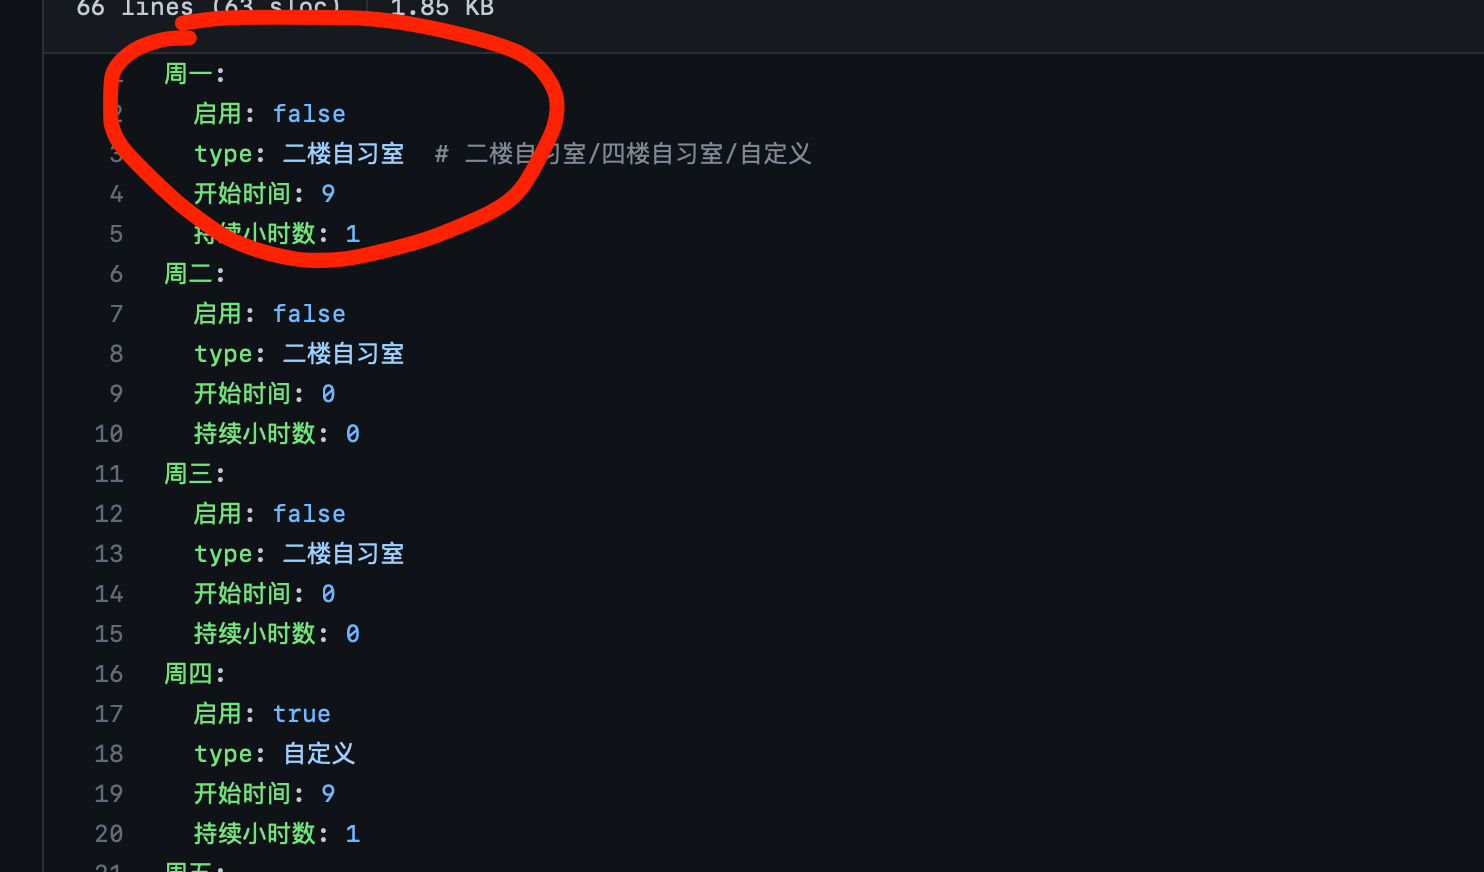 66 lines (63 sloc) 1.85 KB
1 周一:
2 启用: false
3 type: 二楼自习室 # 二楼自习室/四楼自习室/自定义
4 开始时间: 9
5 持续小时数: 1
6 周二:
7 启用: false
8 type: 二楼自习室
9 开始时间: 0
10 持续小时数: 0
11 周三:
12 启用: false
13 type: 二楼自习室
14 开始时间: 0
15 持续小时数: 0
16 周四:
17 启用: true
18 type: 自定义
19 开始时间: 9
20 持续小时数: 1
21 周五: